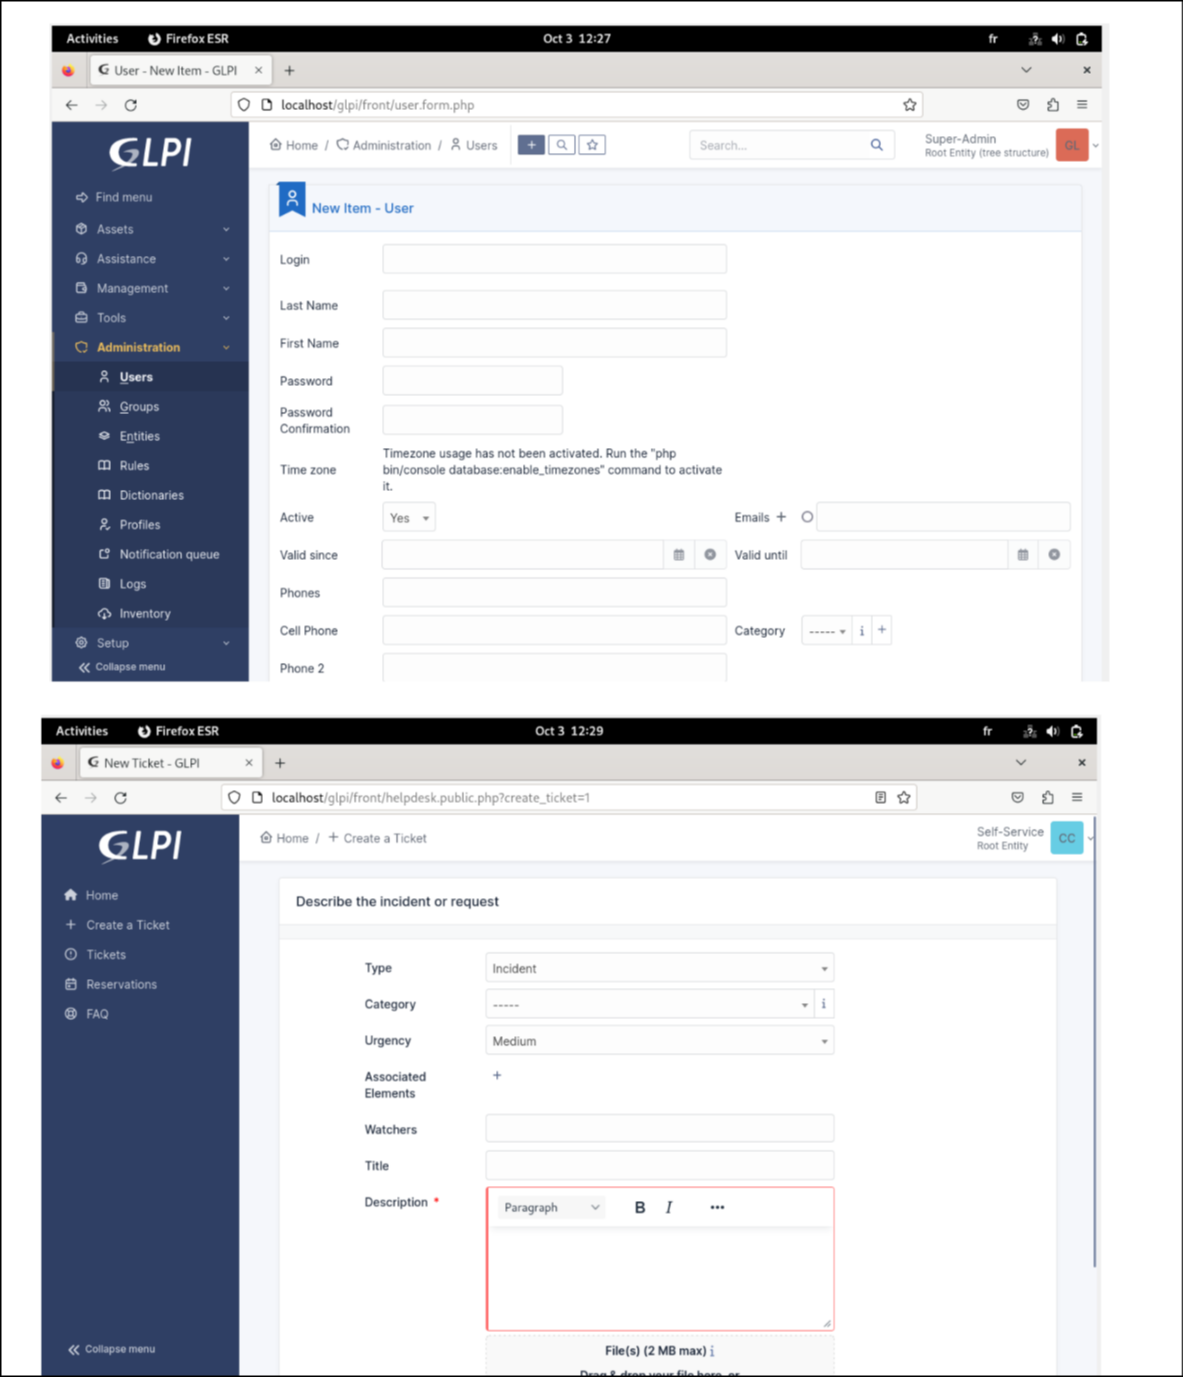 Activities Firefox ESR Oct 3 12:27 fr
User - New Item - GLPI × +
localhost/glpi/front/user.form.php
GLPI
Home / Administration / Users + Search... Super-Admin
Root Entity (tree structure) GL
Find menu
Assets
Assistance
Management
Tools
Administration
Users
Groups
Entities
Rules
Dictionaries
Profiles
Notification queue
Logs
Inventory
Setup
Collapse menu
New Item - User
Login
Last Name
First Name
Password
Password
Confirmation
Time zone
Timezone usage has not been activated. Run the "php
bin/console database:enable_timezones" command to activate
it.
Active Yes Emails +
Valid since Valid until
Phones
Cell Phone Category ----- i +
Phone 2
Activities Firefox ESR Oct 3 12:29 fr
New Ticket - GLPI × +
localhost/glpi/front/helpdesk.public.php?create_ticket=1
GLPI
Home / + Create a Ticket Self-Service
Root Entity CC
Home
+ Create a Ticket
Tickets
Reservations
FAQ
Collapse menu
Describe the incident or request
Type Incident
Category ----- i
Urgency Medium
Associated
Elements +
Watchers
Title
Description * Paragraph B I •••
File(s) (2 MB max) i
Drag & drop your file here, or